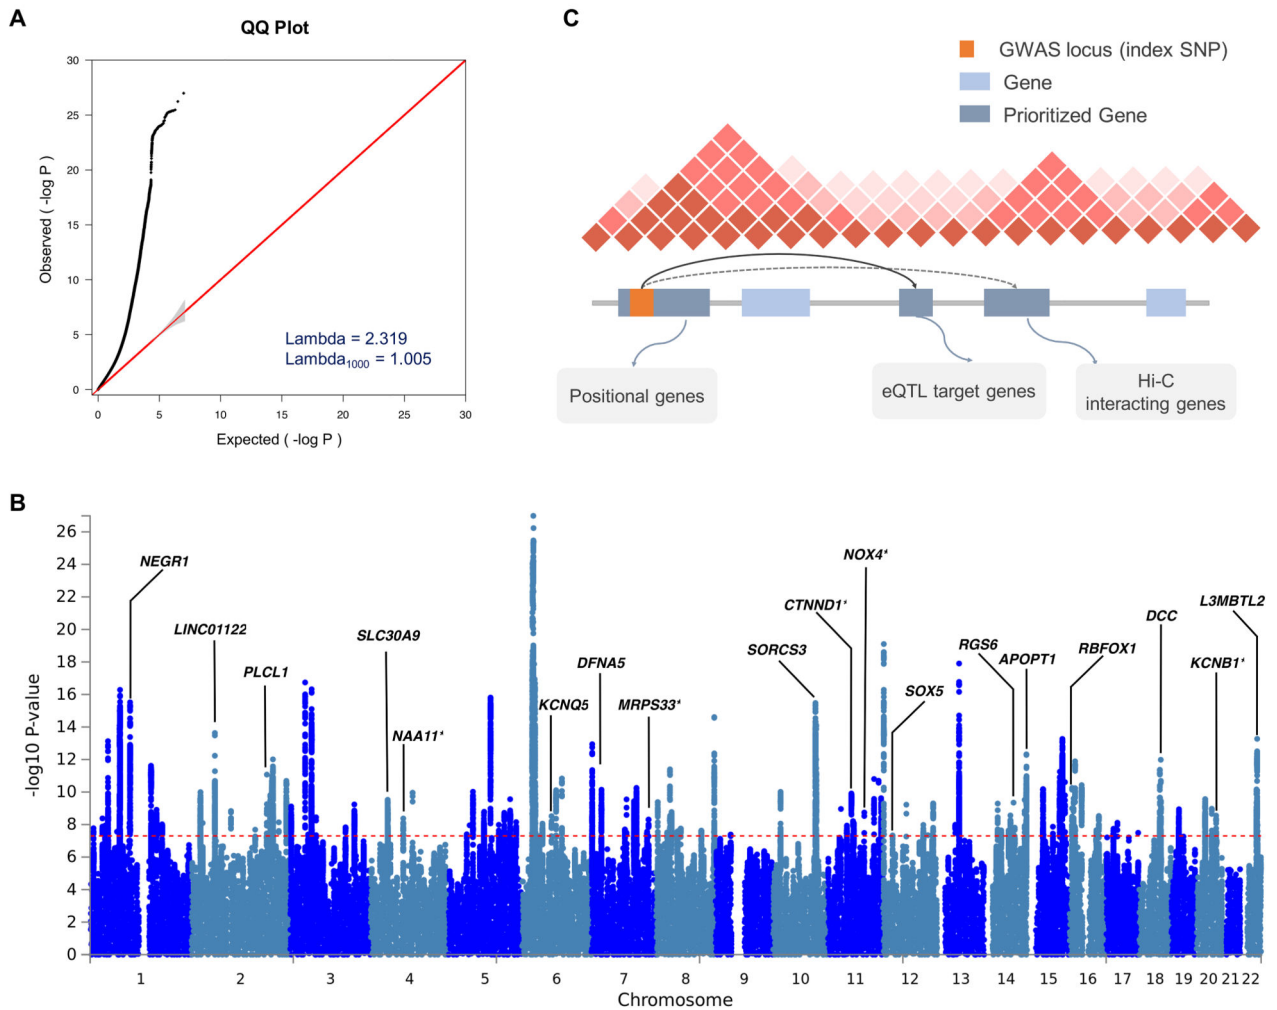 A
QQ Plot
30
25
20
15
10
5
0
Observed ( -log P )
Lambda = 2.319
Lambda1000 = 1.005
0 5 10 15 20 25 30
Expected ( -log P )
C
GWAS locus (index SNP)
Gene
Prioritized Gene
Positional genes
eQTL target genes
Hi-C
interacting genes
B
26
24
22
20
18
16
14
12
10
8
6
4
2
0
-log10 P-value
NEGR1
LINC01122
PLCL1
SLC30A9
NAA11*
KCNQ5
DFNA5
MRPS33*
SORCS3
CTNND1*
NOX4*
SOX5
RGS6
APOPT1
RBFOX1
DCC
KCNB1*
L3MBTL2
1 2 3 4 5 6 7 8 9 10 11 12 13 14 15 16 17 18 19 20 21 22
Chromosome